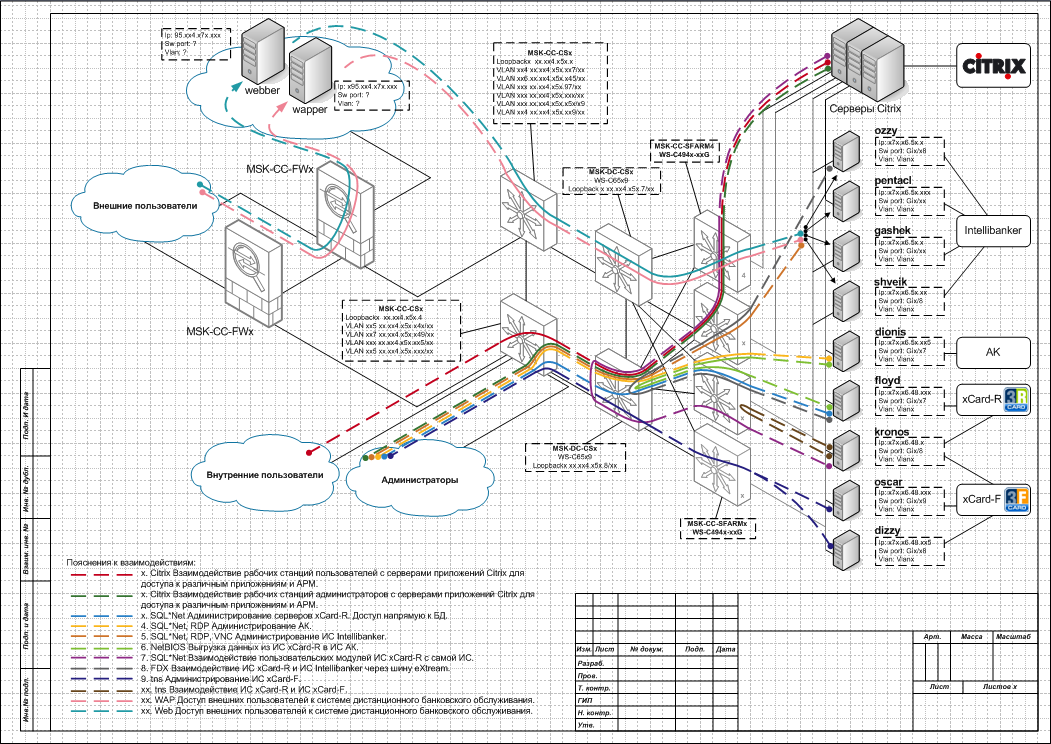 Ip: 95.xx4.x7x.xxx
Sw port: ?
Vlan: ?
webber
Ip: x95.xx4.x7x.xxx
Sw port: ?
Vlan: ?
wapper
MSK-CC-FWx
Внешние пользователи
MSK-CC-FWx
MSK-CC-CSx
Loopbackx xx.xx4.x5x.x
VLAN xx4 xx.xx4.x5x.xx7/xx
VLAN xx6 xx.xx4.x5x.x45/xx
VLAN xxx xx.xx4.x5x.97/xx
VLAN xxx xx.xx4.x5x.xxx/xx
VLAN xxx xx.xx4.x5x.x5x/x9
VLAN xx4 xx.xx4.x5x.xx9/xx
MSK-CC-SFARM4
WS-C494x-xxG
MSK-DC-CSx
WS-C65x9
Loopback x xx.xx4.x5x.7/xx
MSK-CC-CSx
Loopbackx xx.xx4.x5x.4
VLAN xx5 xx.xx4.x5x.x4x/xx
VLAN xx7 xx.xx4.x5x.x49/xx
VLAN xxx xx.xx4.x5x.xx5/xx
VLAN xx5 xx.xx4.x5x.xxx/xx
MSK-DC-CSx
WS-C65x9
Loopbackx xx.xx4.x5x.8/xx
MSK-CC-SFARMx
WS-C494x-xxG
4
x
x
x
Внутренние пользователи
Администраторы
Серверы Citrix
CITRIX
ozzy
Ip:x7x.x6.5x.x
Sw port: Gix/x8
Vlan: Vlanx
pentacl
Ip:x7x.x6.5x.xxx
Sw port: Gix/xx
Vlan: Vlanx
gashek
Ip:x7x.x6.5x.x
Sw port: Gix/xx
Vlan: Vlanx
shveik
Ip:x7x.x6.5x.xx
Sw port: Gix/8
Vlan: Vlanx
dionis
Ip:x7x.x6.5x.xx5
Sw port: Gix/x7
Vlan: Vlanx
floyd
Ip:x7x.x6.48.xxx
Sw port: Gix/x7
Vlan: Vlanx
kronos
Ip:x7x.x6.48.x
Sw port: Gix/8
Vlan: Vlanx
oscar
Ip:x7x.x6.48.xxx
Sw port: Gix/x9
Vlan: Vlanx
dizzy
Ip::x7x.x6.48.xx5
Sw port: Gix/x8
Vlan: Vlanx
Intellibanker
АК
xCard-R
3R
CARD
xCard-F
3F
CARD
Пояснения к взаимодействиям:
x. Citrix Взаимодействие рабочих станций пользователей с серверами приложений Citrix для
доступа к различным приложениям и АРМ.
x. Citrix Взаимодействие рабочих станций администраторов с серверами приложений Citrix для
доступа к различным приложениям и АРМ.
x. SQL*Net Администрирование серверов xCard-R. Доступ напрямую к БД.
4. SQL*Net, RDP Администрирование АК.
5. SQL*Net, RDP, VNC Администрирование ИС Intellibanker.
6. NetBIOS Выгрузка данных из ИС xCard-R в ИС АК.
7. SQL*Net Взаимодействие пользовательских модулей ИС xCard-R с самой ИС.
8. FDX Взаимодействие ИС xCard-R и ИС Intellibanker через шину eXtream.
9. tns Администрирование ИС xCard-F.
xx. tns Взаимодействие ИС xCard-R и ИС xCard-F.
xx. WAP Доступ внешних пользователей к системе дистанционного банковского обслуживания.
xx. Web Доступ внешних пользователей к системе дистанционного банковского обслуживания.
Подп. И дата
Инв. № дубл.
Взаим. инв. №
Подп. и дата
Инв.№ подл.
Изм. Лист № докум. Подп. Дата
Разраб.
Пров.
Т. контр.
ГИП
Н. контр.
Утв.
Арт. Масса Масштаб
Лист Листов x